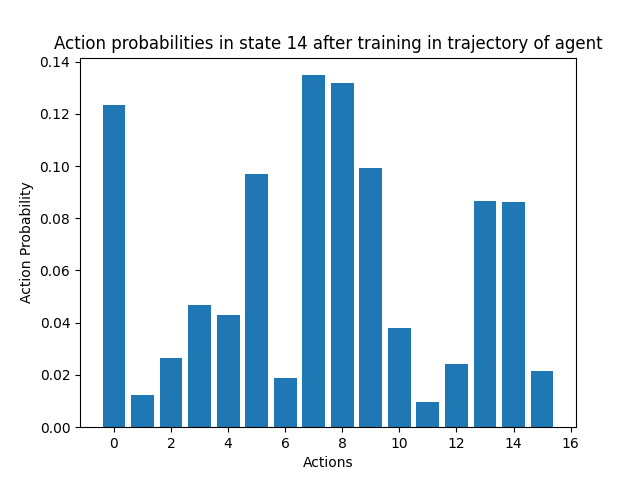 Action probabilities in state 14 after training in trajectory of agent
0.14
0.12
0.10
0.08
0.06
0.04
0.02
0.00
Action Probability
0 2 4 6 8 10 12 14 16
Actions